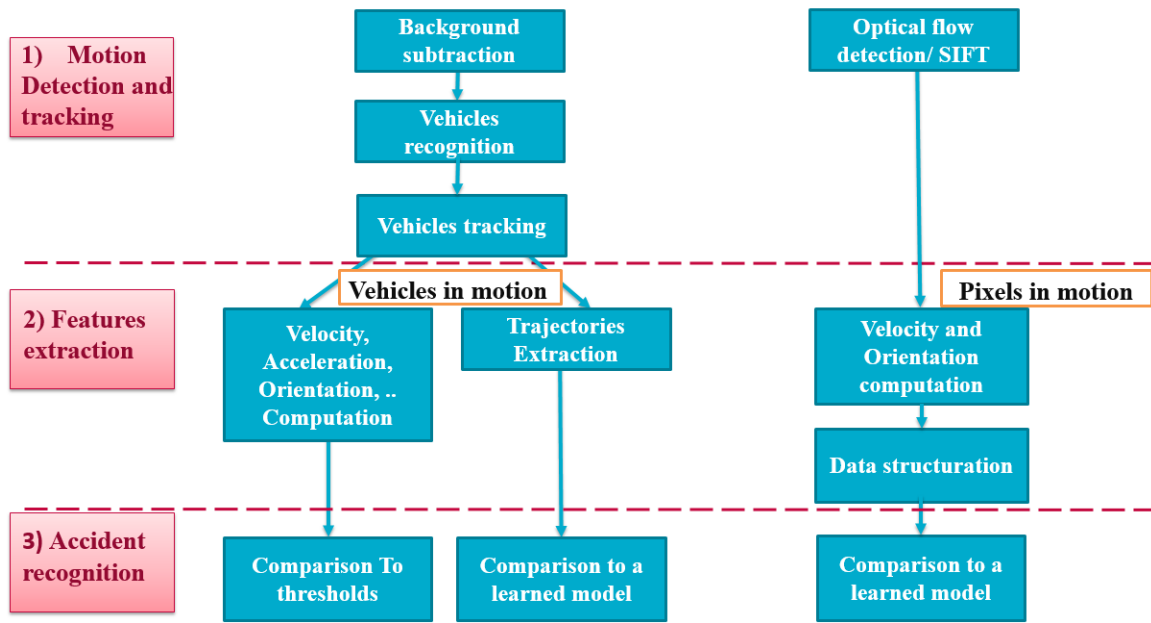 1) Motion
Detection and
tracking
Background
subtraction
Optical flow
detection/ SIFT
Vehicles
recognition
Vehicles tracking
Vehicles in motion
Pixels in motion
2) Features
extraction
Velocity,
Acceleration,
Orientation, ..
Computation
Trajectories
Extraction
Velocity and
Orientation
computation
Data structuration
3) Accident
recognition
Comparison To
thresholds
Comparison to a
learned model
Comparison to a
learned model